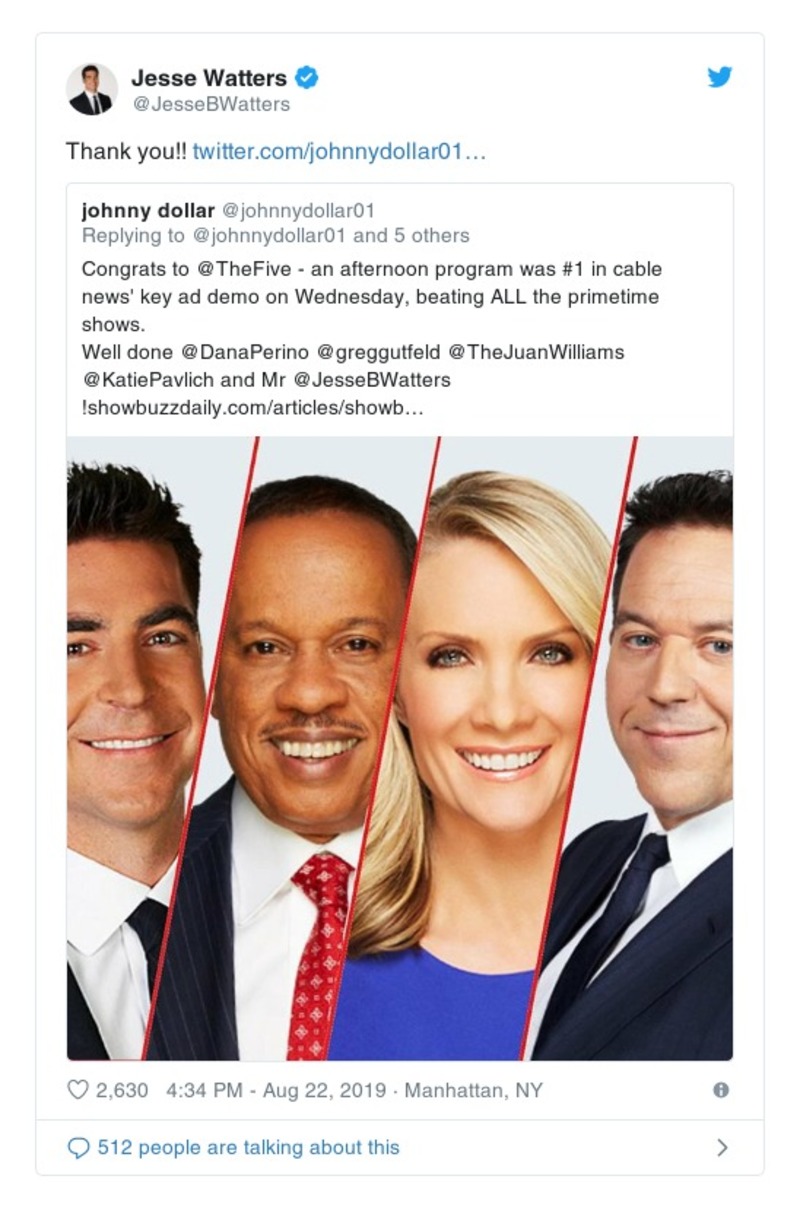 Jesse Watters
@JesseBWatters
Thank you!! twitter.com/johnnydollar01…
johnny dollar @johnnydollar01
Replying to @johnnydollar01 and 5 others
Congrats to @TheFive - an afternoon program was #1 in cable
news' key ad demo on Wednesday, beating ALL the primetime
shows.
Well done @DanaPerino @greggutfeld @TheJuanWilliams
@KatiePavlich and Mr @JesseBWatters
!showbuzzdaily.com/articles/showb…
2,630 4:34 PM - Aug 22, 2019 · Manhattan, NY
512 people are talking about this